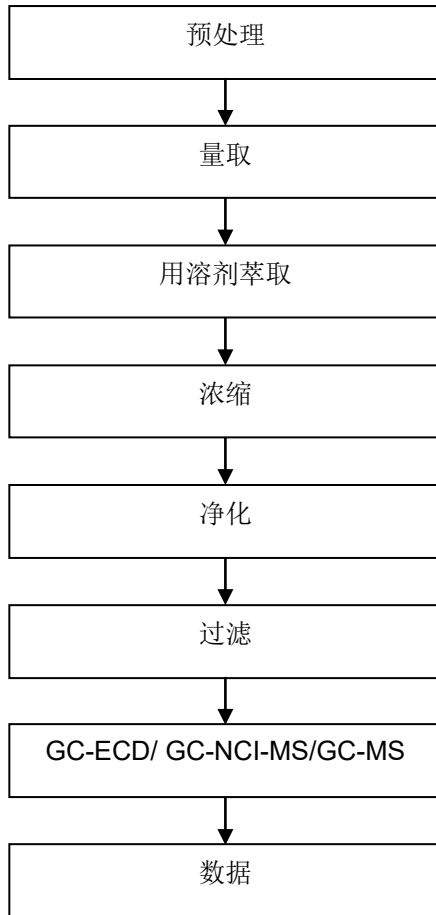 预处理
量取
用溶剂萃取
浓缩
净化
过滤
GC-ECD/ GC-NCI-MS/GC-MS
数据